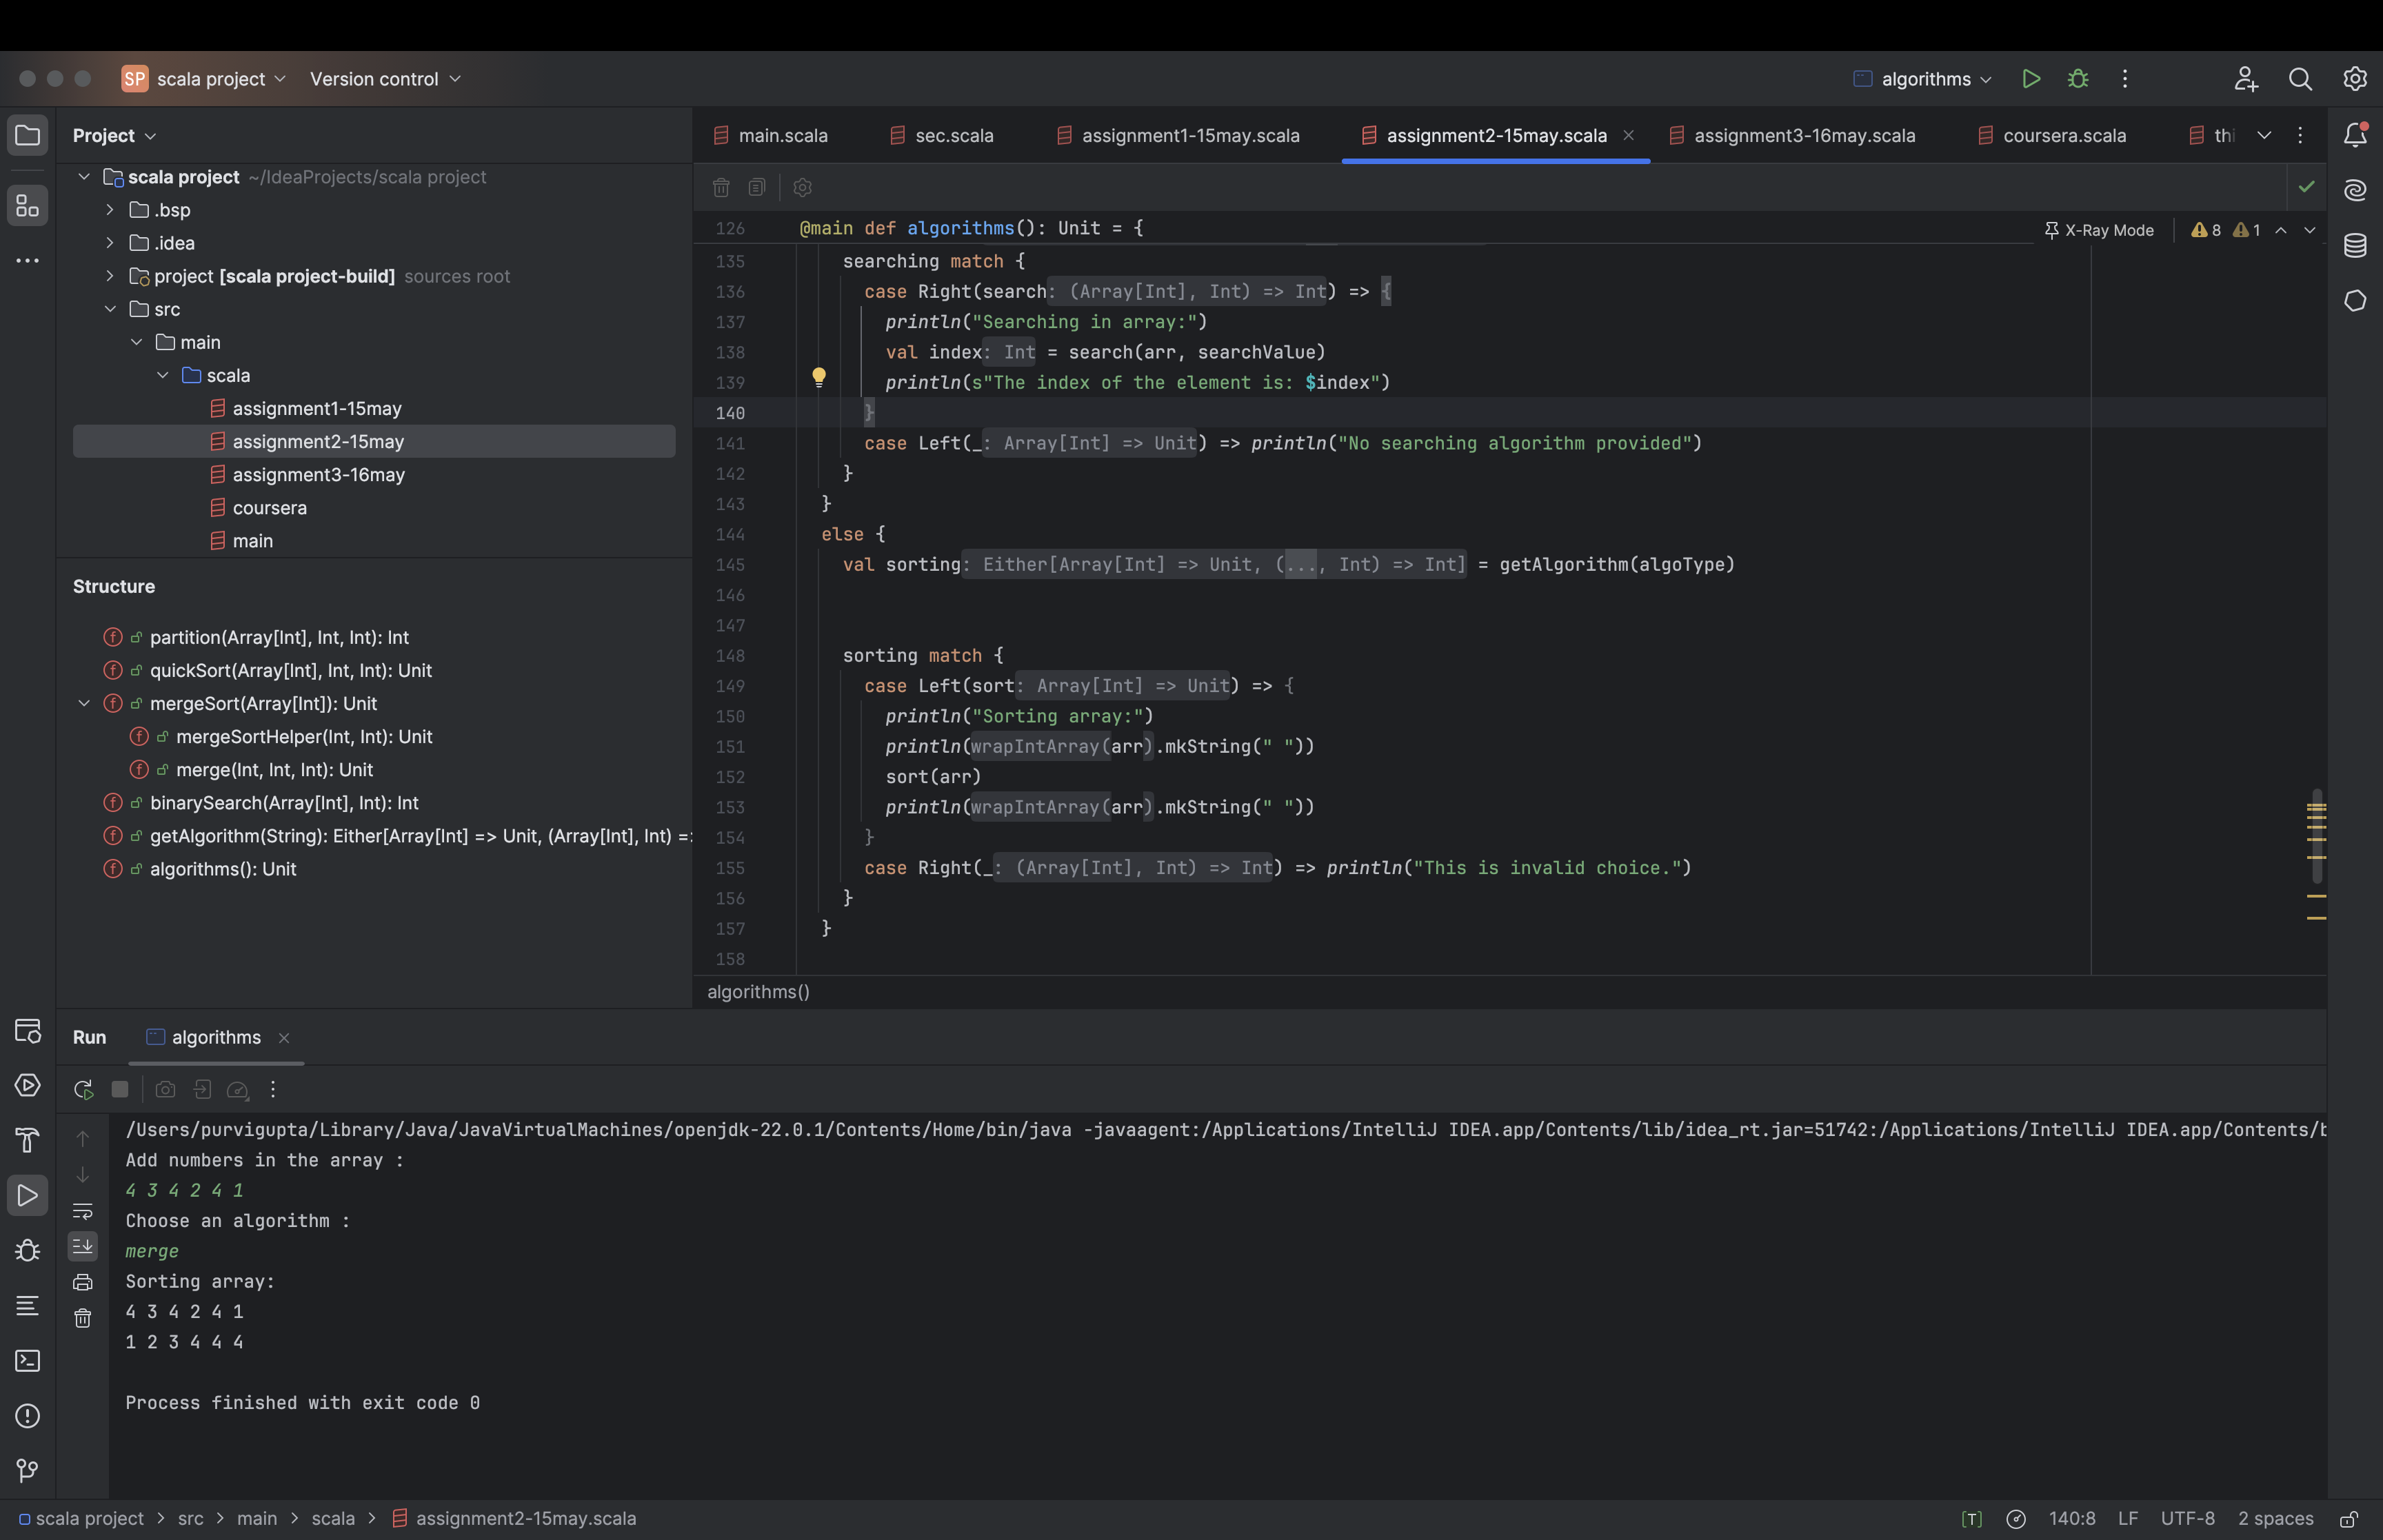 SP scala project Version control algorithms
Project
scala project ~/IdeaProjects/scala project
.bsp
.idea
project [scala project-build] sources root
src
main
scala
assignment1-15may
assignment2-15may
assignment3-16may
coursera
main
Structure
partition(Array[Int], Int, Int): Int
quickSort(Array[Int], Int, Int): Unit
mergeSort(Array[Int]): Unit
mergeSortHelper(Int, Int): Unit
merge(Int, Int, Int): Unit
binarySearch(Array[Int], Int): Int
getAlgorithm(String): Either[Array[Int] => Unit, (Array[Int], Int) =>
algorithms(): Unit
main.scala sec.scala assignment1-15may.scala assignment2-15may.scala assignment3-16may.scala coursera.scala thi
126 @main def algorithms(): Unit = {
X-Ray Mode 8 1
135 searching match {
136 case Right(search: (Array[Int], Int) => Int) => {
137 println("Searching in array:")
138 val index: Int = search(arr, searchValue)
139 println(s"The index of the element is: $index")
140 }
141 case Left(_: Array[Int] => Unit) => println("No searching algorithm provided")
142 }
143 }
144 else {
145 val sorting: Either[Array[Int] => Unit, (..., Int) => Int] = getAlgorithm(algoType)
146
147
148 sorting match {
149 case Left(sort: Array[Int] => Unit) => {
150 println("Sorting array:")
151 println(wrapIntArray(arr).mkString(" "))
152 sort(arr)
153 println(wrapIntArray(arr).mkString(" "))
154 }
155 case Right(_: (Array[Int], Int) => Int) => println("This is invalid choice.")
156 }
157 }
158
algorithms()
Run algorithms
/Users/purvigupta/Library/Java/JavaVirtualMachines/openjdk-22.0.1/Contents/Home/bin/java -javaagent:/Applications/IntelliJ IDEA.app/Contents/lib/idea_rt.jar=51742:/Applications/IntelliJ IDEA.app/Contents/b
Add numbers in the array :
4 3 4 2 4 1
Choose an algorithm :
merge
Sorting array:
4 3 4 2 4 1
1 2 3 4 4 4
Process finished with exit code 0
scala project > src > main > scala > assignment2-15may.scala [T] 140:8 LF UTF-8 2 spaces